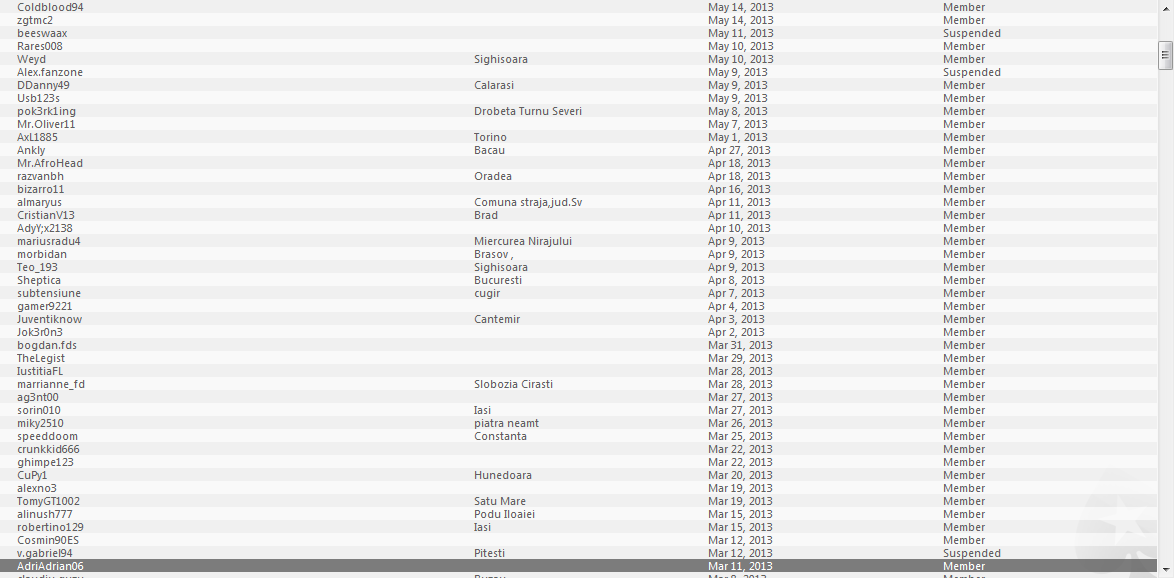 Coldblood94 May 14, 2013 Member
zgtmc2 May 14, 2013 Member
beeswaax May 11, 2013 Suspended
Rares008 May 10, 2013 Member
Weyd Sighisoara May 10, 2013 Member
Alex.fanzone May 9, 2013 Suspended
DDanny49 Calarasi May 9, 2013 Member
Usb123s May 9, 2013 Member
pok3rk1ing Drobeta Turnu Severi May 8, 2013 Member
Mr.Oliver11 May 7, 2013 Member
AxL1885 Torino May 1, 2013 Member
Ankly Bacau Apr 27, 2013 Member
Mr.AfroHead Apr 18, 2013 Member
razvanbh Oradea Apr 18, 2013 Member
bizarro11 Apr 16, 2013 Member
almaryus Comuna straja,jud.Sv Apr 11, 2013 Member
CristianV13 Brad Apr 11, 2013 Member
AdyY;x2138 Apr 10, 2013 Member
mariusradu4 Miercurea Nirajului Apr 9, 2013 Member
morbidan Brasov , Apr 9, 2013 Member
Teo_193 Sighisoara Apr 9, 2013 Member
Sheptica Bucuresti Apr 8, 2013 Member
subtensiune cugir Apr 7, 2013 Member
gamer9221 Apr 4, 2013 Member
Juventiknow Cantemir Apr 3, 2013 Member
Jok3r0n3 Apr 2, 2013 Member
bogdan.fds Mar 31, 2013 Member
TheLegist Mar 29, 2013 Member
IustitiaFL Mar 28, 2013 Member
marrianne_fd Slobozia Cirasti Mar 28, 2013 Member
ag3nt00 Mar 27, 2013 Member
sorin010 Iasi Mar 27, 2013 Member
miky2510 piatra neamt Mar 26, 2013 Member
speeddoom Constanta Mar 25, 2013 Member
crunkkid666 Mar 22, 2013 Member
ghimpe123 Mar 22, 2013 Member
CuPy1 Hunedoara Mar 20, 2013 Member
alexno3 Mar 19, 2013 Member
TomyGT1002 Satu Mare Mar 19, 2013 Member
alinush777 Podu Iloaiei Mar 15, 2013 Member
robertino129 Iasi Mar 15, 2013 Member
Cosmin90ES Mar 12, 2013 Member
v.gabriel94 Pitesti Mar 12, 2013 Suspended
AdriAdrian06 Mar 11, 2013 Member